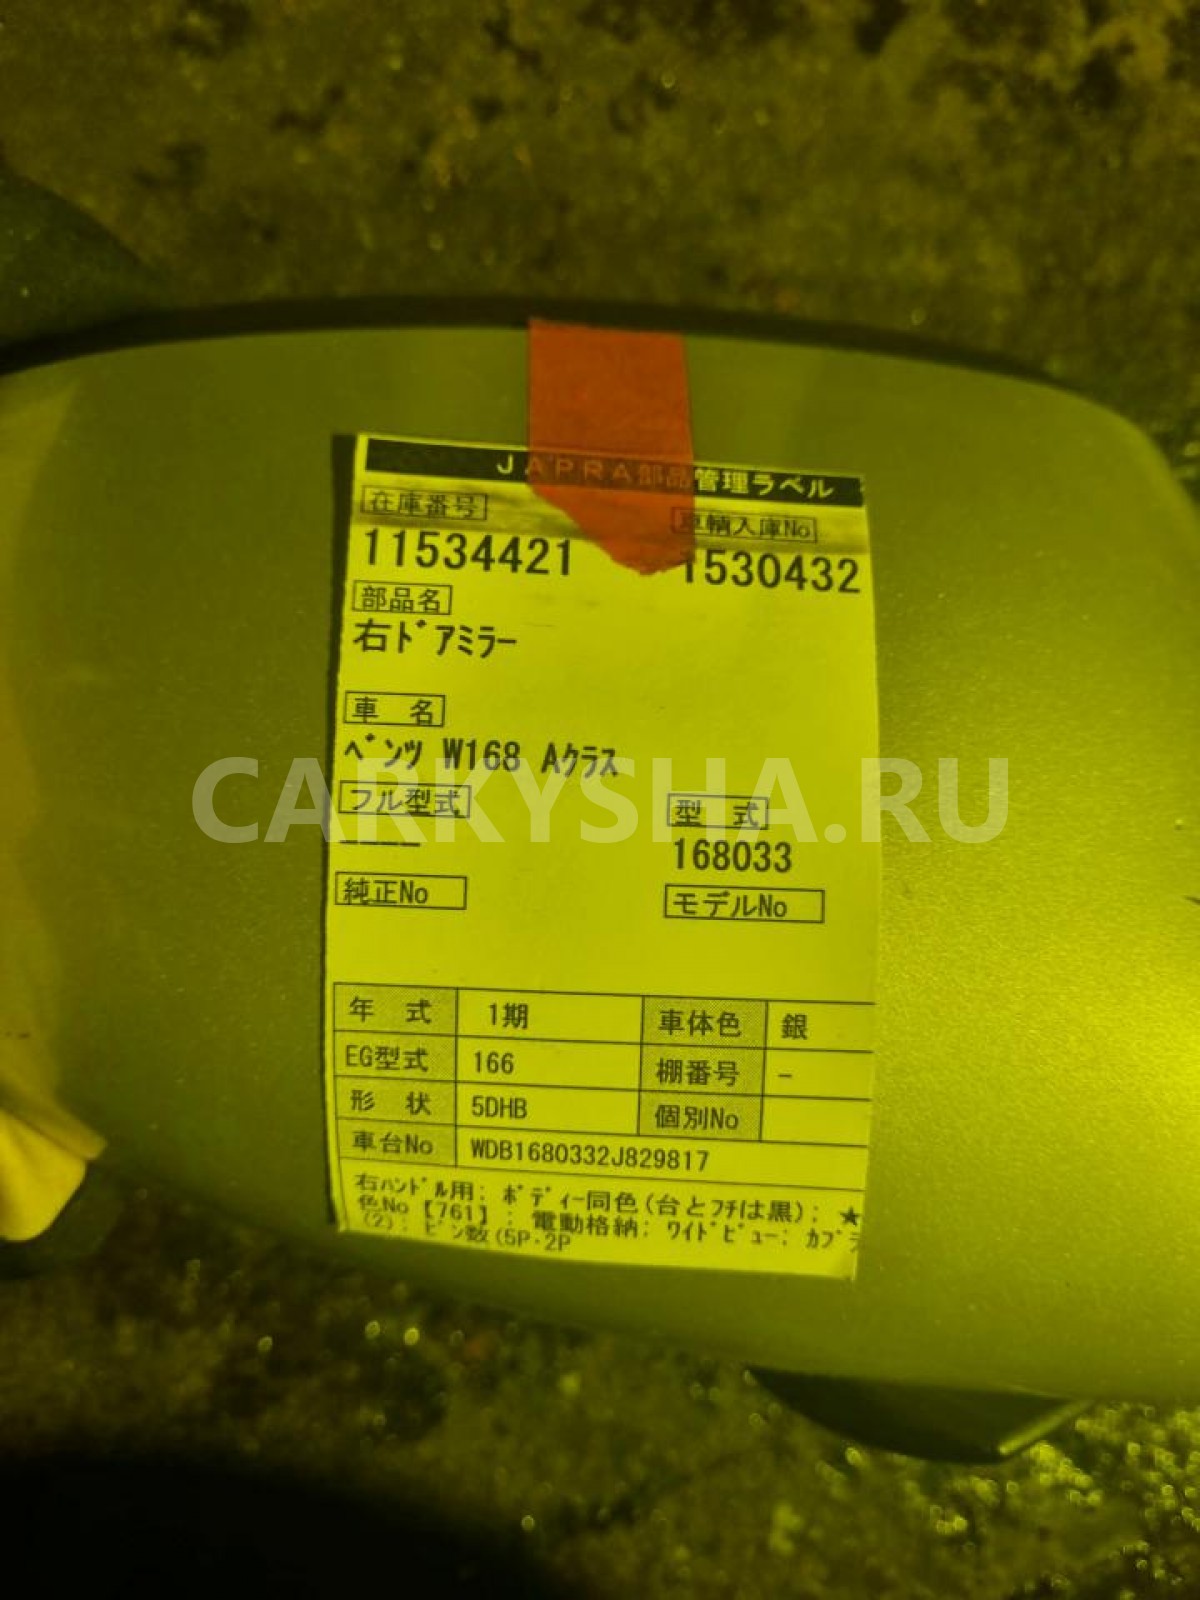 JAPRA部品管理ラベル
在庫番号 車輌入庫No
11534421 1530432
部品名
右ﾄﾞｱﾐﾗｰ
車 名
ﾍﾞﾝﾂ W168 Aｸﾗｽ
CARKYSHA.RU
フル型式 型 式
---- 168033
純正No モデルNo
年 式 1期 車体色 銀
EG型式 166 棚番号 -
形 状 5DHB 個別No
車台No WDB1680332J829817
右ﾊﾝﾄﾞﾙ用: ﾎﾞﾃﾞｨｰ同色(台とﾌﾁは黒): ★
色No [761] : 電動格納: ﾜｲﾄﾞﾋﾞｭｰ: ｶﾌﾟﾗ
(2): ﾋﾟﾝ数(5P･2P